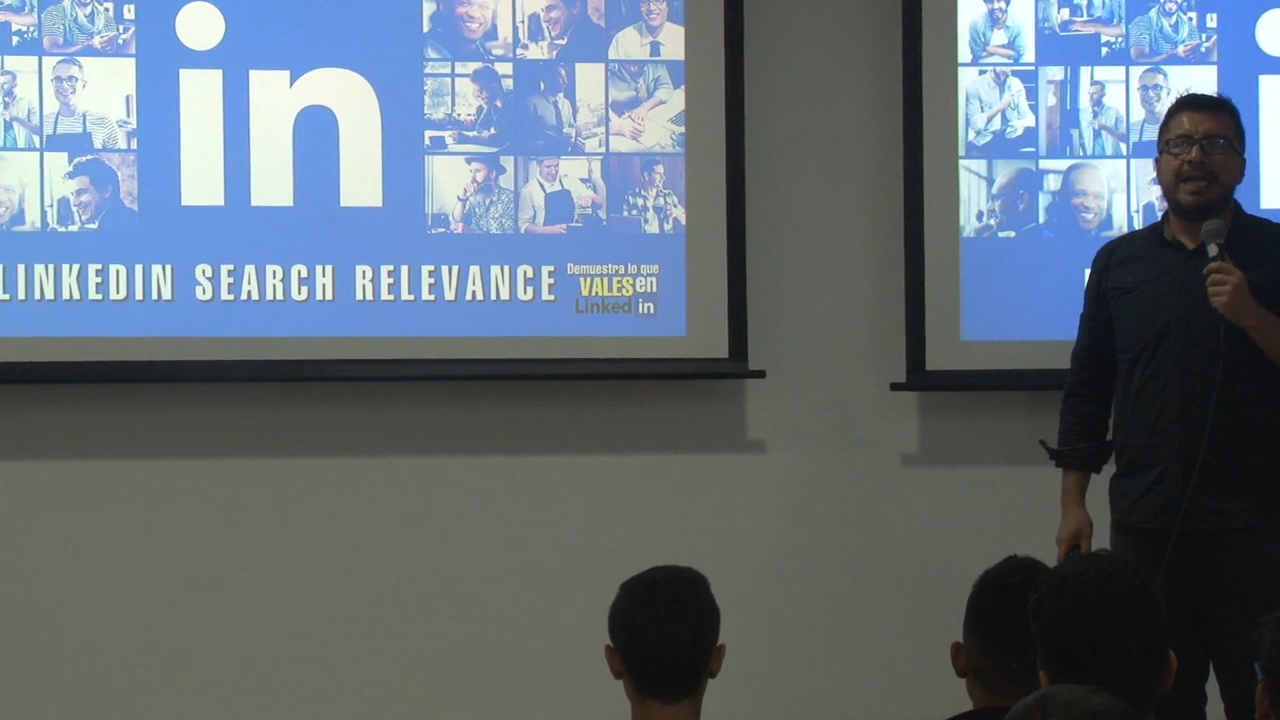 in
LINKEDIN SEARCH RELEVANCE
Demuestra lo que
VALES en
Linked in